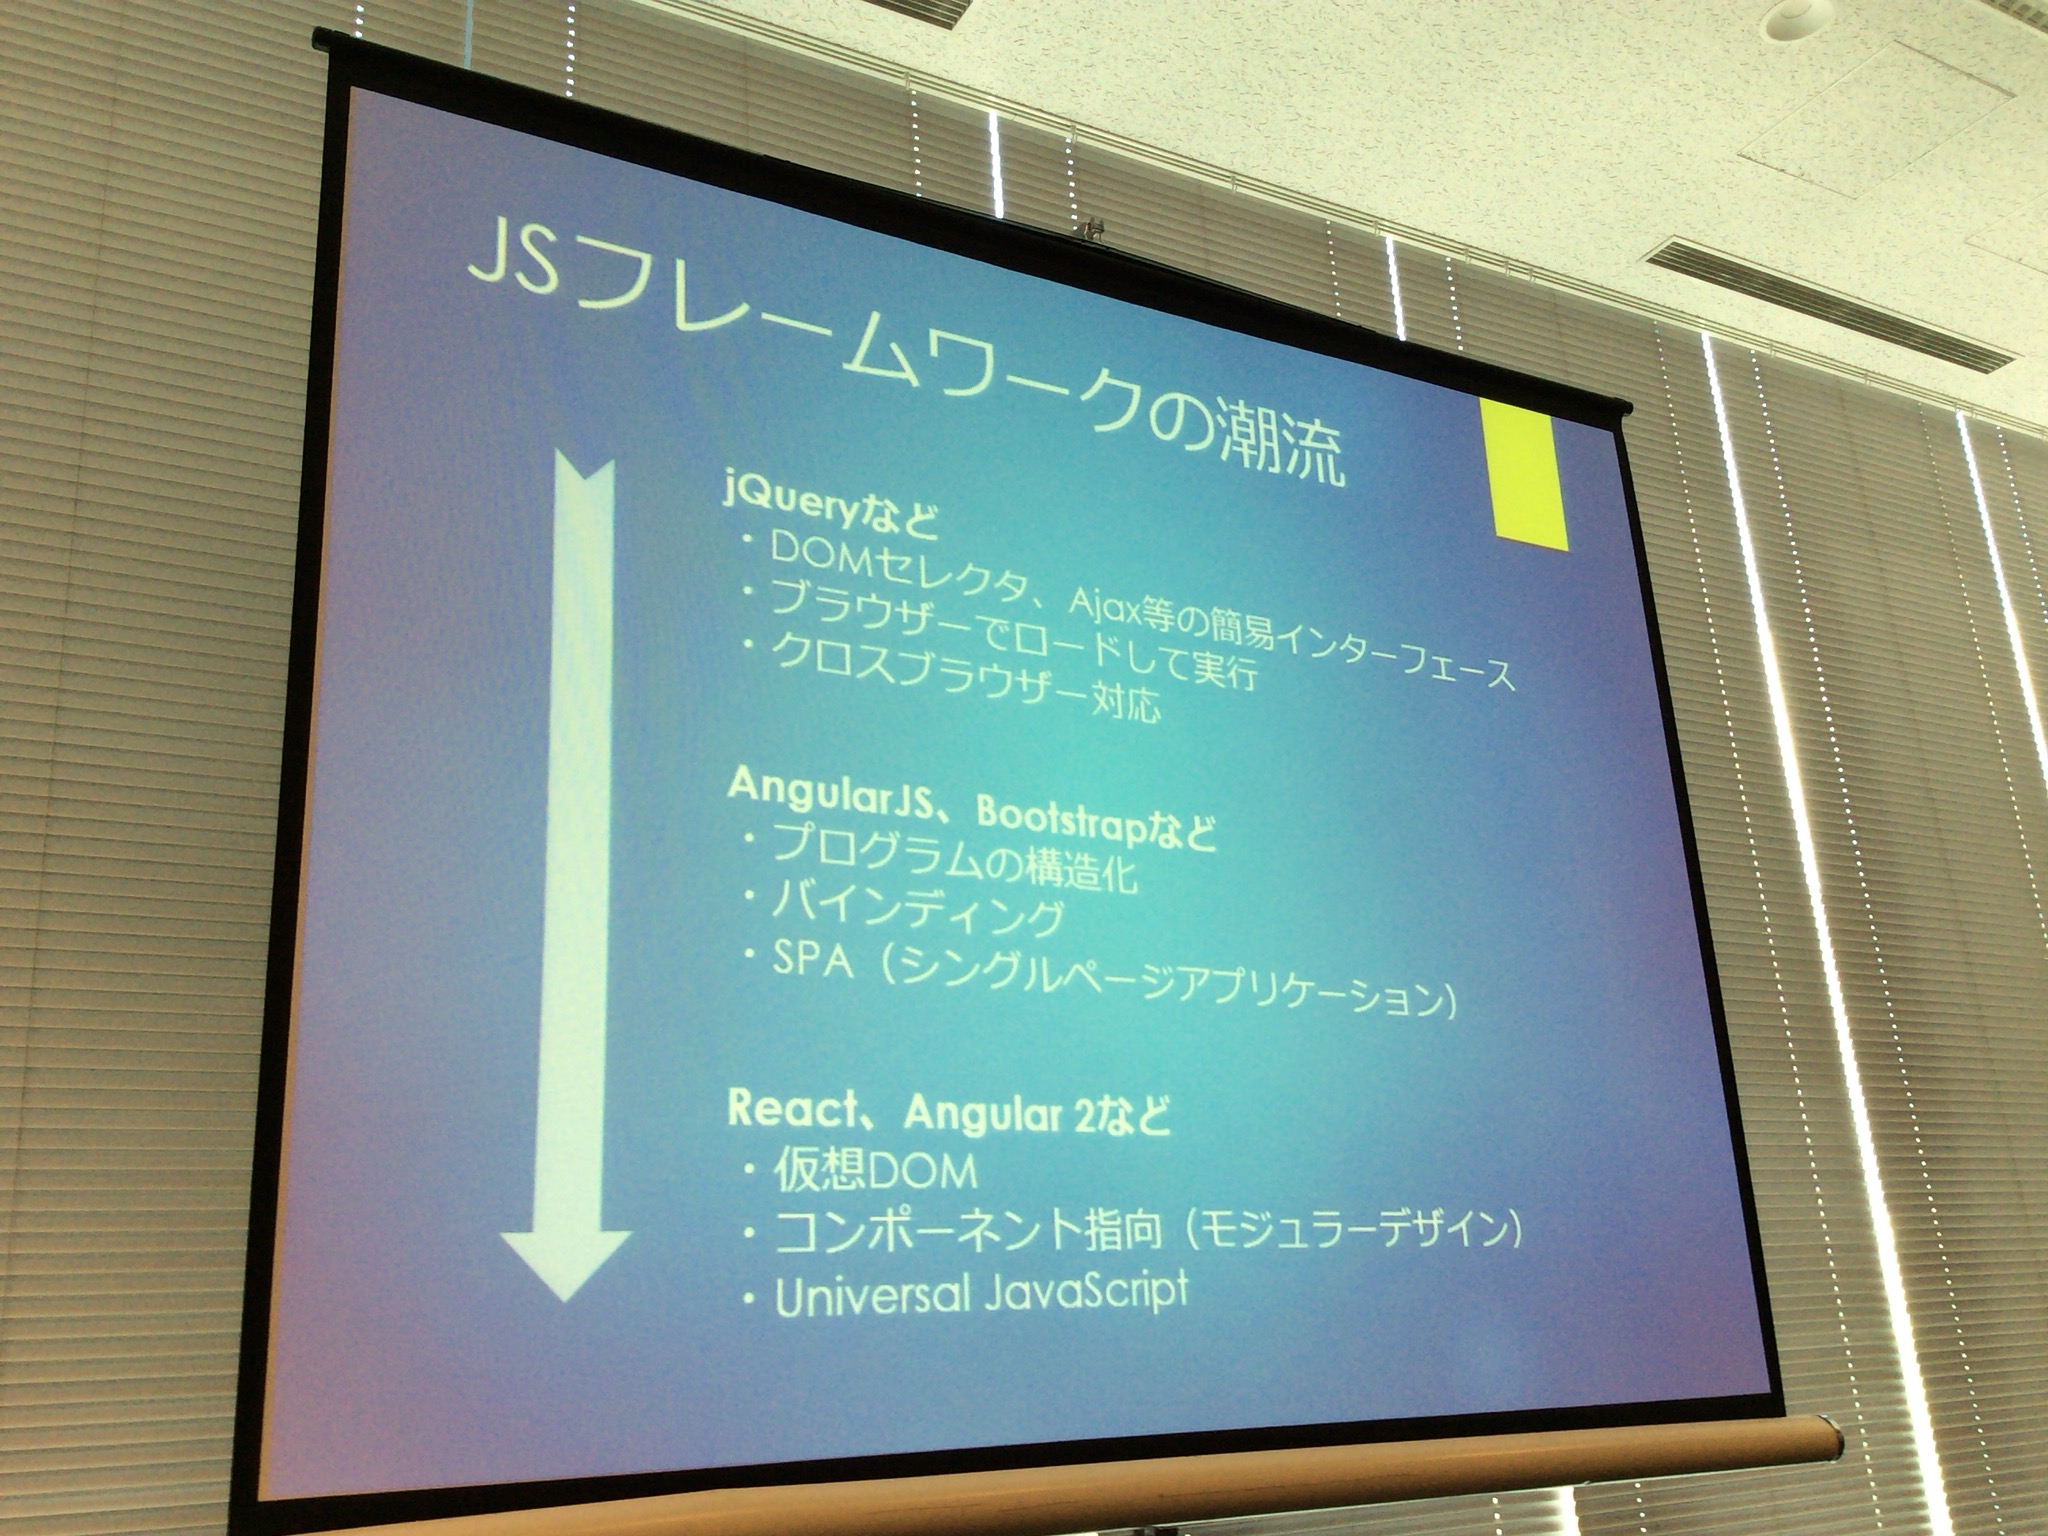 JSフレームワークの潮流
jQueryなど
・DOMセレクタ、Ajax等の簡易インターフェース
・ブラウザーでロードして実行
・クロスブラウザー対応
AngularJS、Bootstrapなど
・プログラムの構造化
・バインディング
・SPA（シングルページアプリケーション）
React、Angular 2など
・仮想DOM
・コンポーネント指向（モジュラーデザイン）
・Universal JavaScript